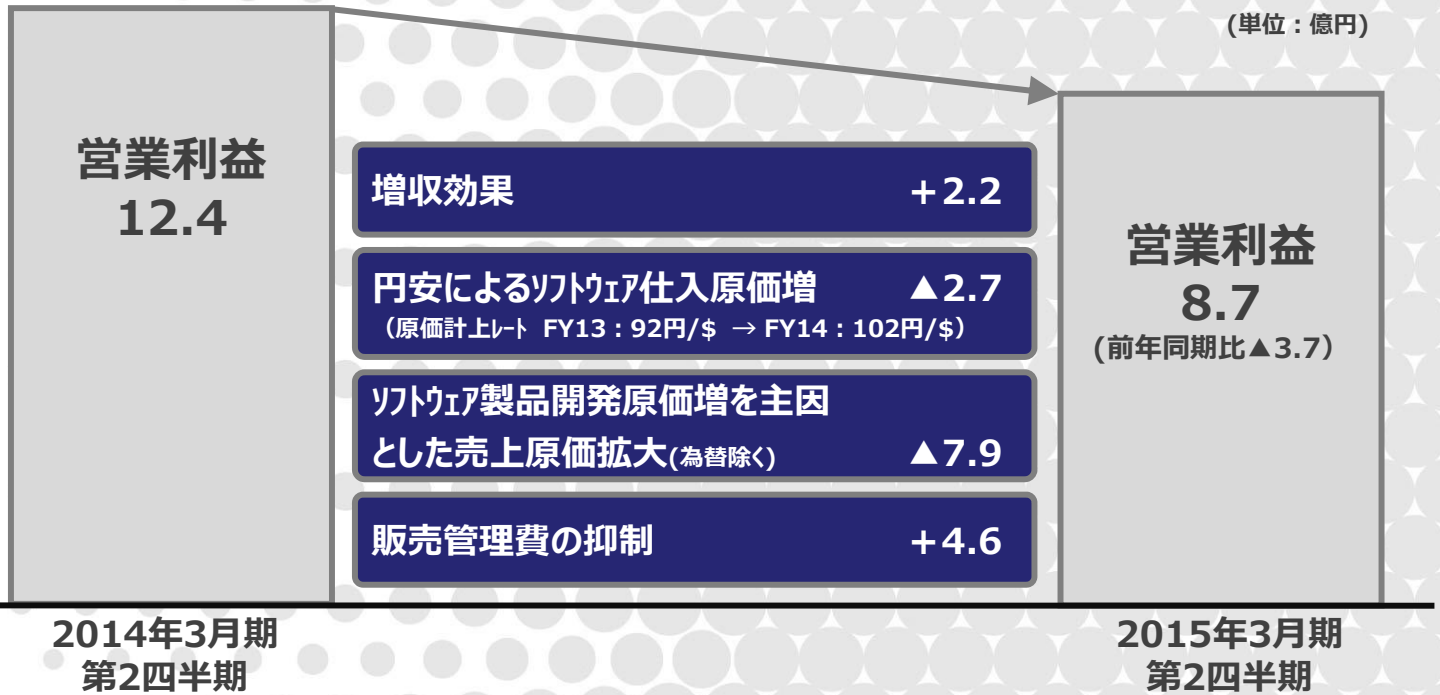 (単位：億円)
営業利益
12.4
増収効果 +2.2
円安によるｿﾌﾄｳｪｱ仕入原価増 ▲2.7
（原価計上ﾚｰﾄ FY13：92円/$ → FY14：102円/$）
ｿﾌﾄｳｪｱ製品開発原価増を主因
とした売上原価拡大(為替除く) ▲7.9
販売管理費の抑制 +4.6
営業利益
8.7
(前年同期比▲3.7）
2014年3月期
第2四半期
2015年3月期
第2四半期